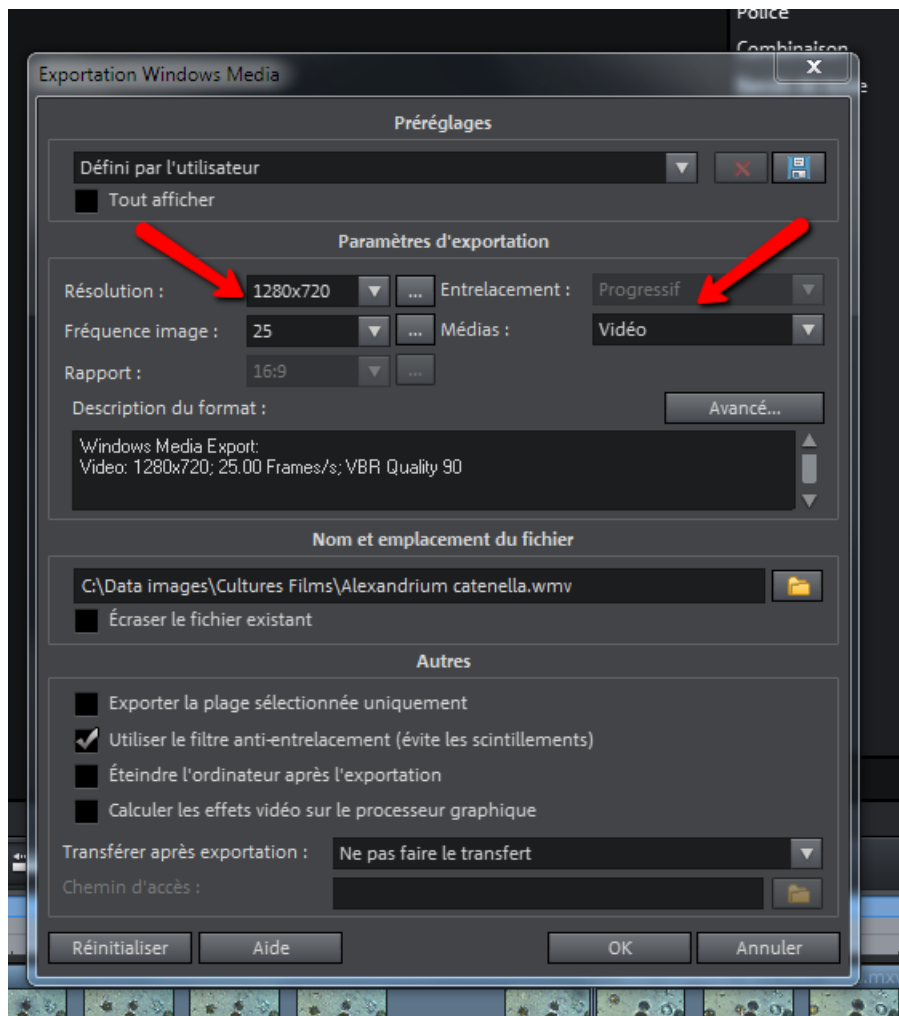 Police
Combinaison
Exportation Windows Media
X
Préréglages
Défini par l'utilisateur
Tout afficher
Paramètres d'exportation
Résolution : 1280x720 ... Entrelacement : Progressif
Fréquence image : 25 ... Médias : Vidéo
Rapport : 16:9 ...
Description du format : Avancé...
Windows Media Export:
Video: 1280x720; 25.00 Frames/s; VBR Quality 90
Nom et emplacement du fichier
C:\Data images\Cultures Films\Alexandrium catenella.wmv
Écraser le fichier existant
Autres
Exporter la plage sélectionnée uniquement
Utiliser le filtre anti-entrelacement (évite les scintillements)
Éteindre l'ordinateur après l'exportation
Calculer les effets vidéo sur le processeur graphique
Transférer après exportation : Ne pas faire le transfert
Chemin d'accès :
Réinitialiser Aide OK Annuler